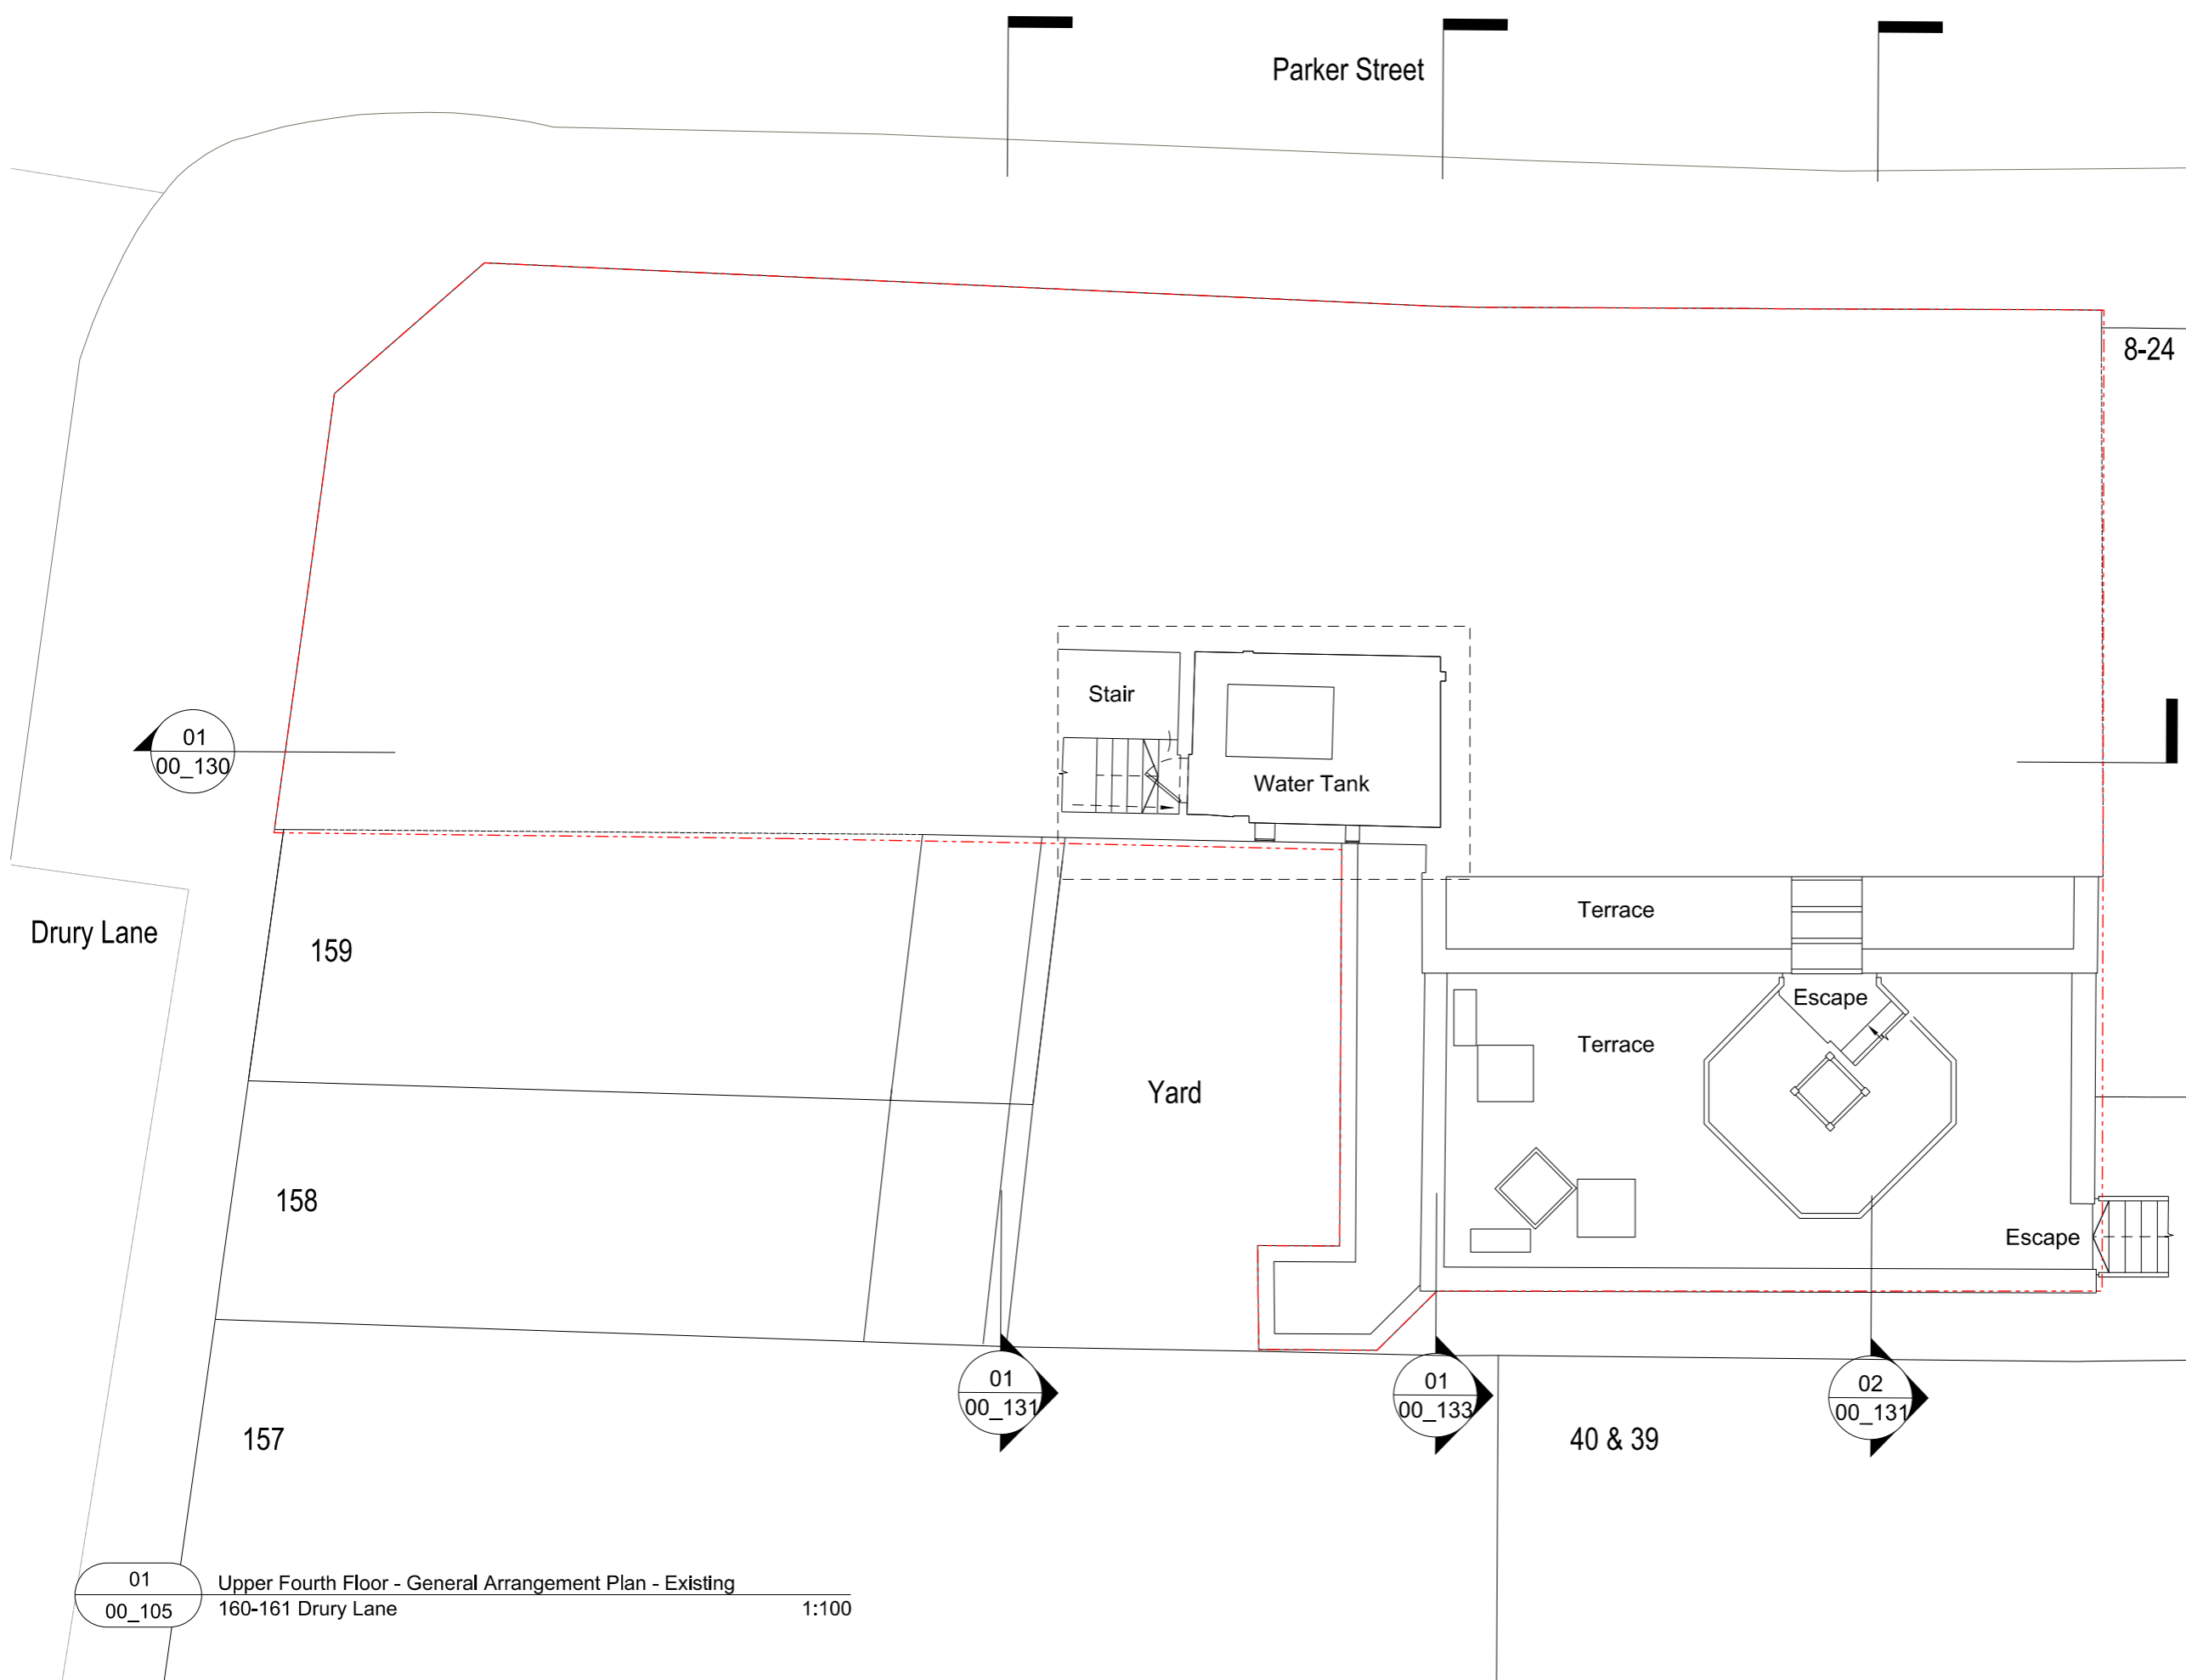 Parker Street
8-24
Stair
01
00_130
Water Tank
Terrace
Drury Lane
159
Escape
Terrace
Yard
158
Escape
01
00_131
01
00_133
02
00_131
157
40 & 39
01
00_105
Upper Fourth Floor - General Arrangement Plan - Existing
160-161 Drury Lane
1:100